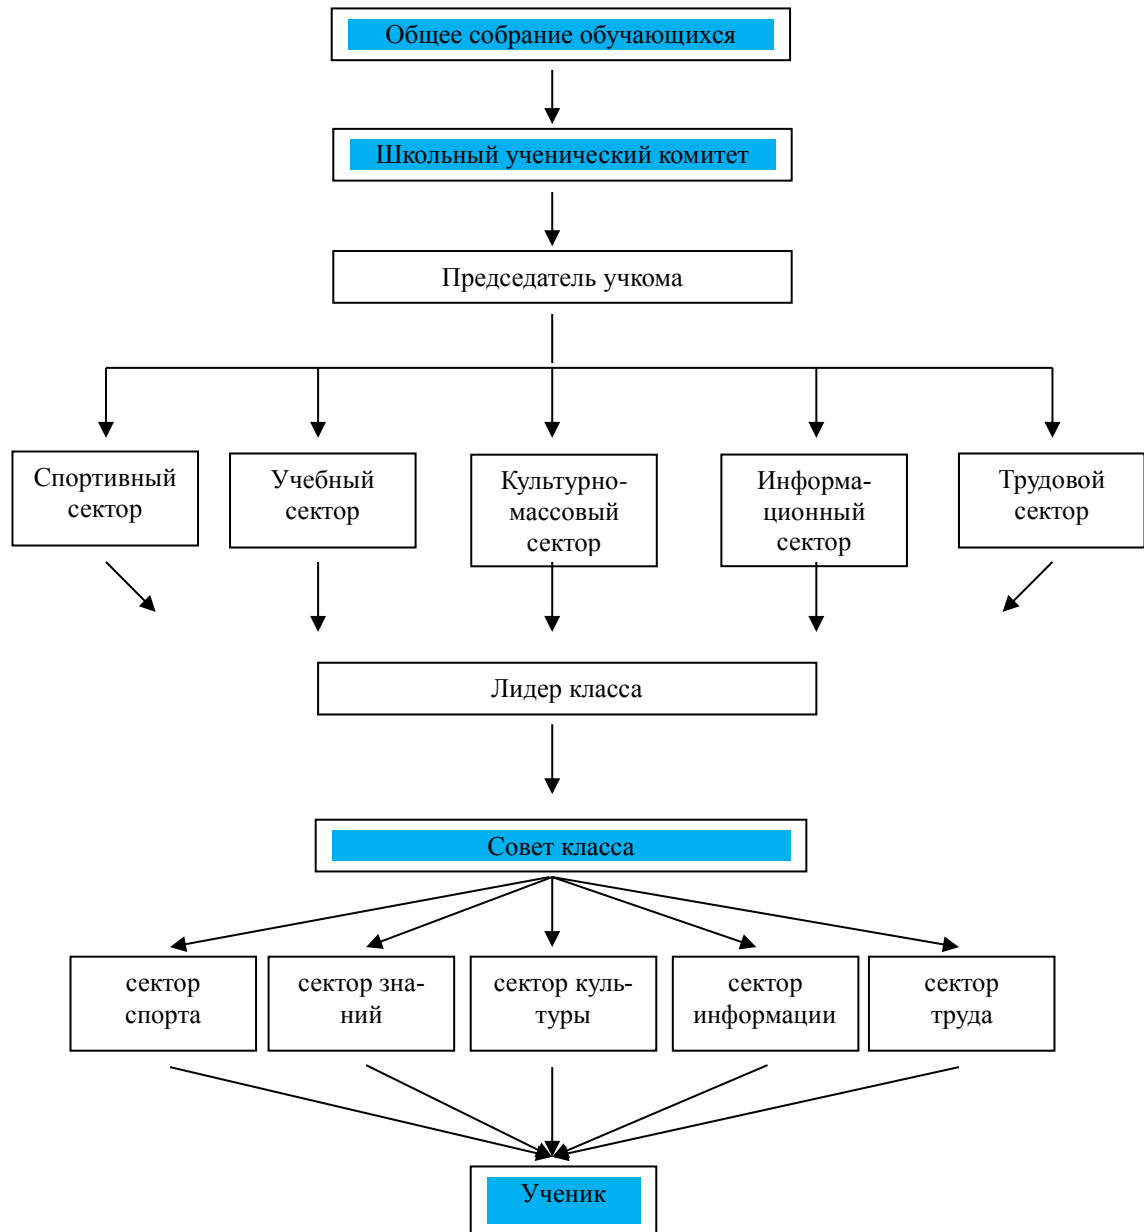 Общее собрание обучающихся
Школьный ученический комитет
Председатель учкома
Спортивный
сектор
Учебный
сектор
Культурно-
массовый
сектор
Информа-
ционный
сектор
Трудовой
сектор
Лидер класса
Совет класса
сектор
спорта
сектор зна-
ний
сектор куль-
туры
сектор
информации
сектор
труда
Ученик